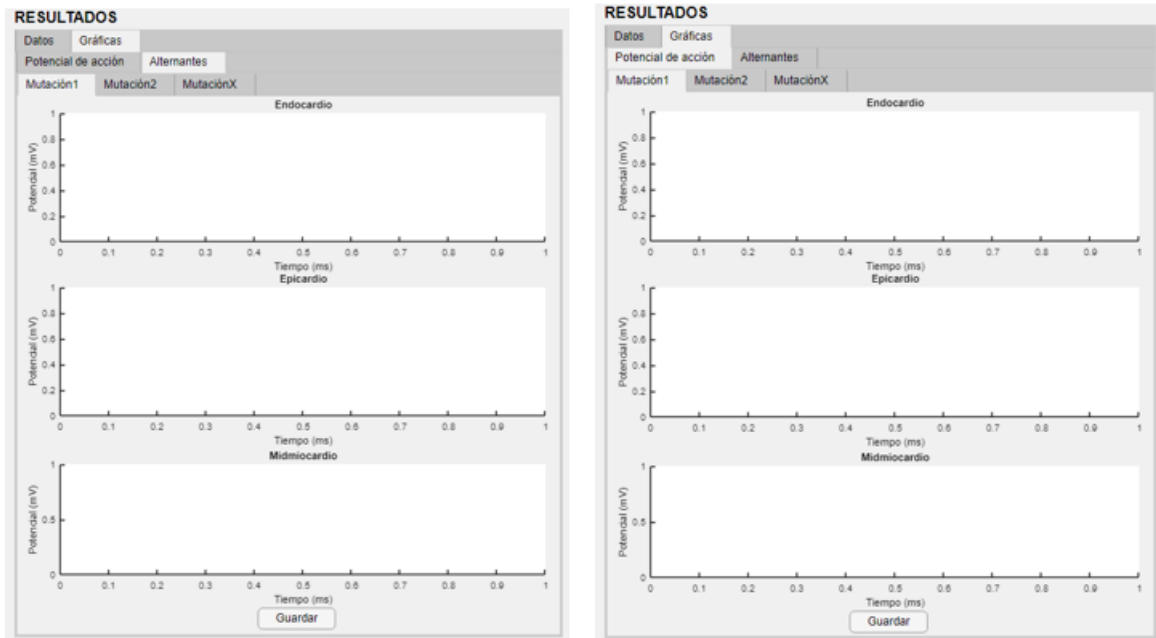 RESULTADOS
Datos Gráficas
Potencial de acción Alternantes
Mutación1 Mutación2 MutaciónX
Endocardio
Potencial (mV)
1
0.8
0.6
0.4
0.2
0
0 0.1 0.2 0.3 0.4 0.5 0.6 0.7 0.8 0.9 1
Tiempo (ms)
Epicardio
Potencial (mV)
1
0.8
0.6
0.4
0.2
0
0 0.1 0.2 0.3 0.4 0.5 0.6 0.7 0.8 0.9 1
Tiempo (ms)
Midmiocardio
Potencial (mV)
1
0.5
0
0 0.1 0.2 0.3 0.4 0.5 0.6 0.7 0.8 0.9 1
Tiempo (ms)
Guardar
RESULTADOS
Datos Gráficas
Potencial de acción Alternantes
Mutación1 Mutación2 MutaciónX
Endocardio
Potencial (mV)
1
0.8
0.6
0.4
0.2
0
0 0.1 0.2 0.3 0.4 0.5 0.6 0.7 0.8 0.9 1
Tiempo (ms)
Epicardio
Potencial (mV)
1
0.8
0.6
0.4
0.2
0
0 0.1 0.2 0.3 0.4 0.5 0.6 0.7 0.8 0.9 1
Tiempo (ms)
Midmiocardio
Potencial (mV)
1
0.5
0
0 0.1 0.2 0.3 0.4 0.5 0.6 0.7 0.8 0.9 1
Tiempo (ms)
Guardar